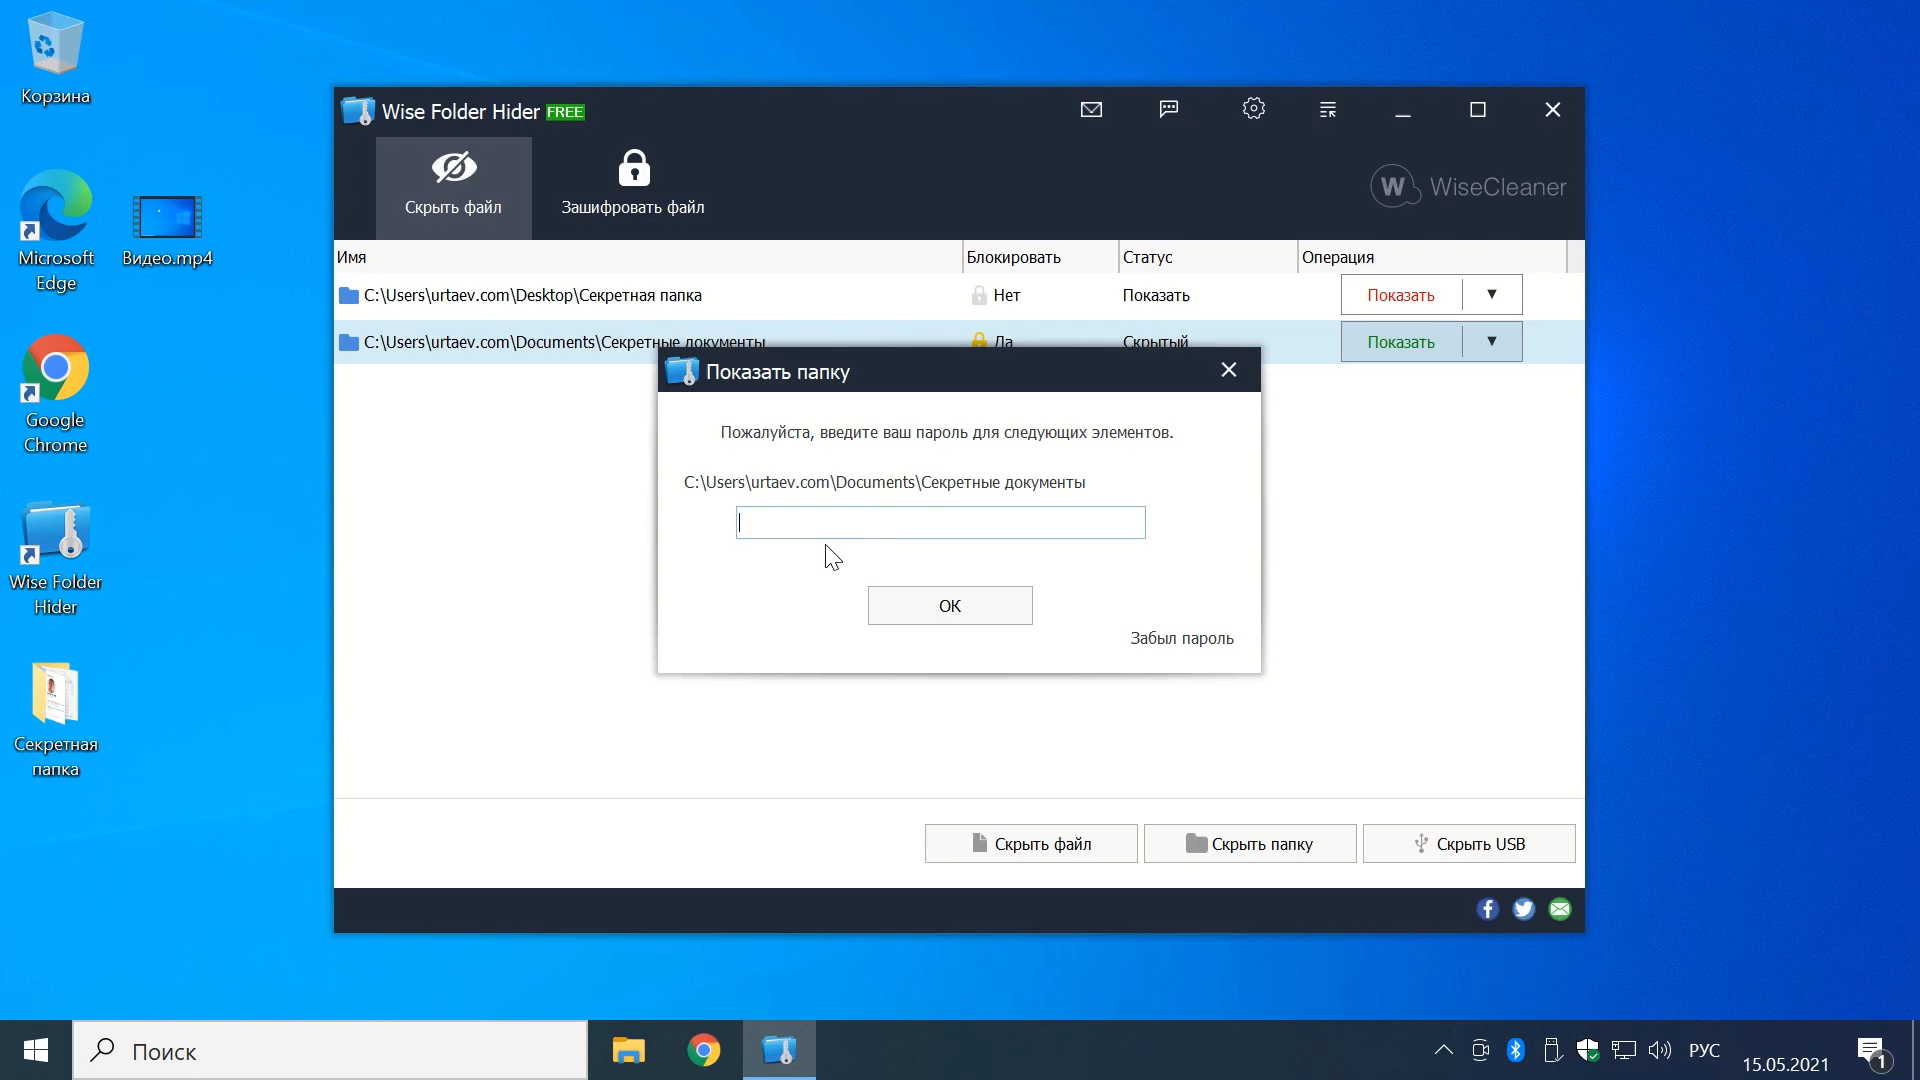 Корзина
Microsoft
Edge
Видео.mp4
Google
Chrome
Wise Folder
Hider
Секретная
папка
Wise Folder Hider FREE
Скрыть файл
Зашифровать файл
W WiseCleaner
Имя Блокировать Статус Операция
C:\Users\urtaev.com\Desktop\Секретная папка Нет Показать Показать
C:\Users\urtaev.com\Documents\Секретные документы Да Скрытый Показать
Показать папку
Пожалуйста, введите ваш пароль для следующих элементов.
C:\Users\urtaev.com\Documents\Секретные документы
ОК
Забыл пароль
Скрыть файл Скрыть папку Скрыть USB
Поиск
РУС
15.05.2021
1